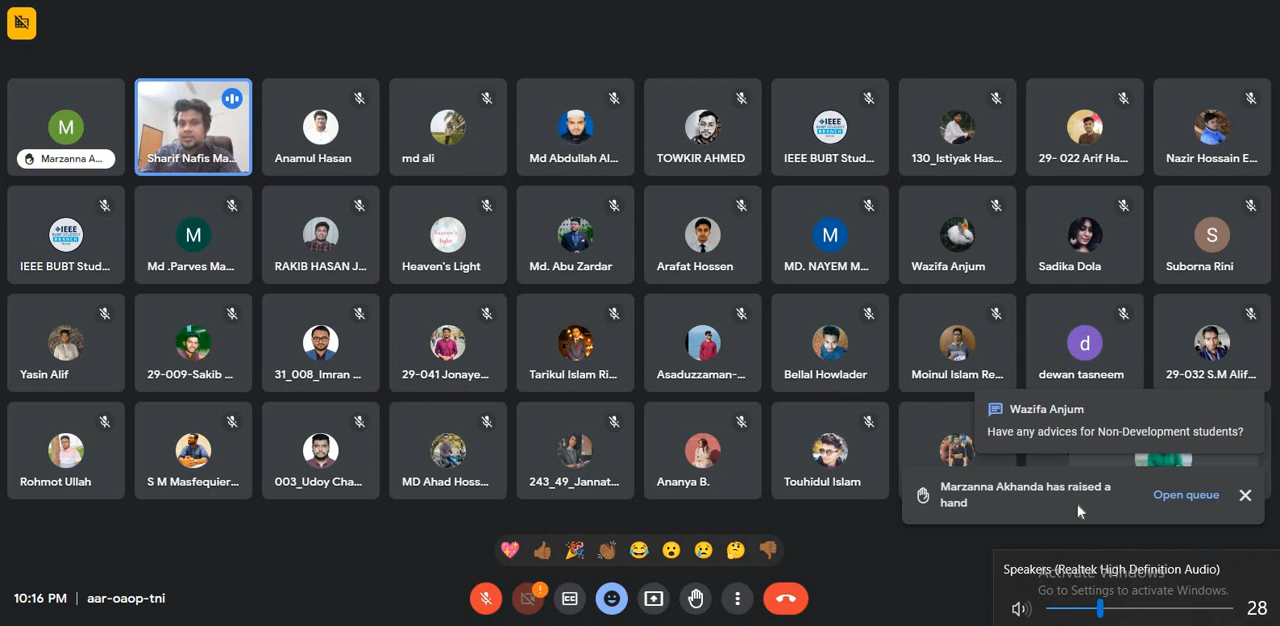 M
Marzanna A...
Sharif Nafis Ma...
Anamul Hasan
md ali
Md Abdullah Al...
TOWKIR AHMED
IEEE
IEEE BUBT Stud...
130_Istiyak Has...
29- 022 Arif Ha...
Nazir Hossain E...
IEEE
IEEE BUBT Stud...
M
Md .Parves Ma...
RAKIB HASAN J...
Heaven's light
Heaven's Light
Md. Abu Zardar
Arafat Hossen
M
MD. NAYEM M...
Wazifa Anjum
Sadika Dola
S
Suborna Rini
Yasin Alif
29-009-Sakib ...
31_008_Imran ...
29-041 Jonaye...
Tarikul Islam Ri...
Asaduzzaman-...
Bellal Howlader
Moinul Islam Re...
d
dewan tasneem
29-032 S.M Alif...
Rohmot Ullah
S M Masfequier...
003_Udoy Cha...
MD Ahad Hoss...
243_49_Jannat...
Ananya B.
Touhidul Islam
Wazifa Anjum
Have any advices for Non-Development students?
Marzanna Akhanda has raised a
hand
Open queue
10:16 PM | aar-oaop-tni
CC
Speakers (Realtek High Definition Audio)
Activate Windows
Go to Settings to activate Windows.
28